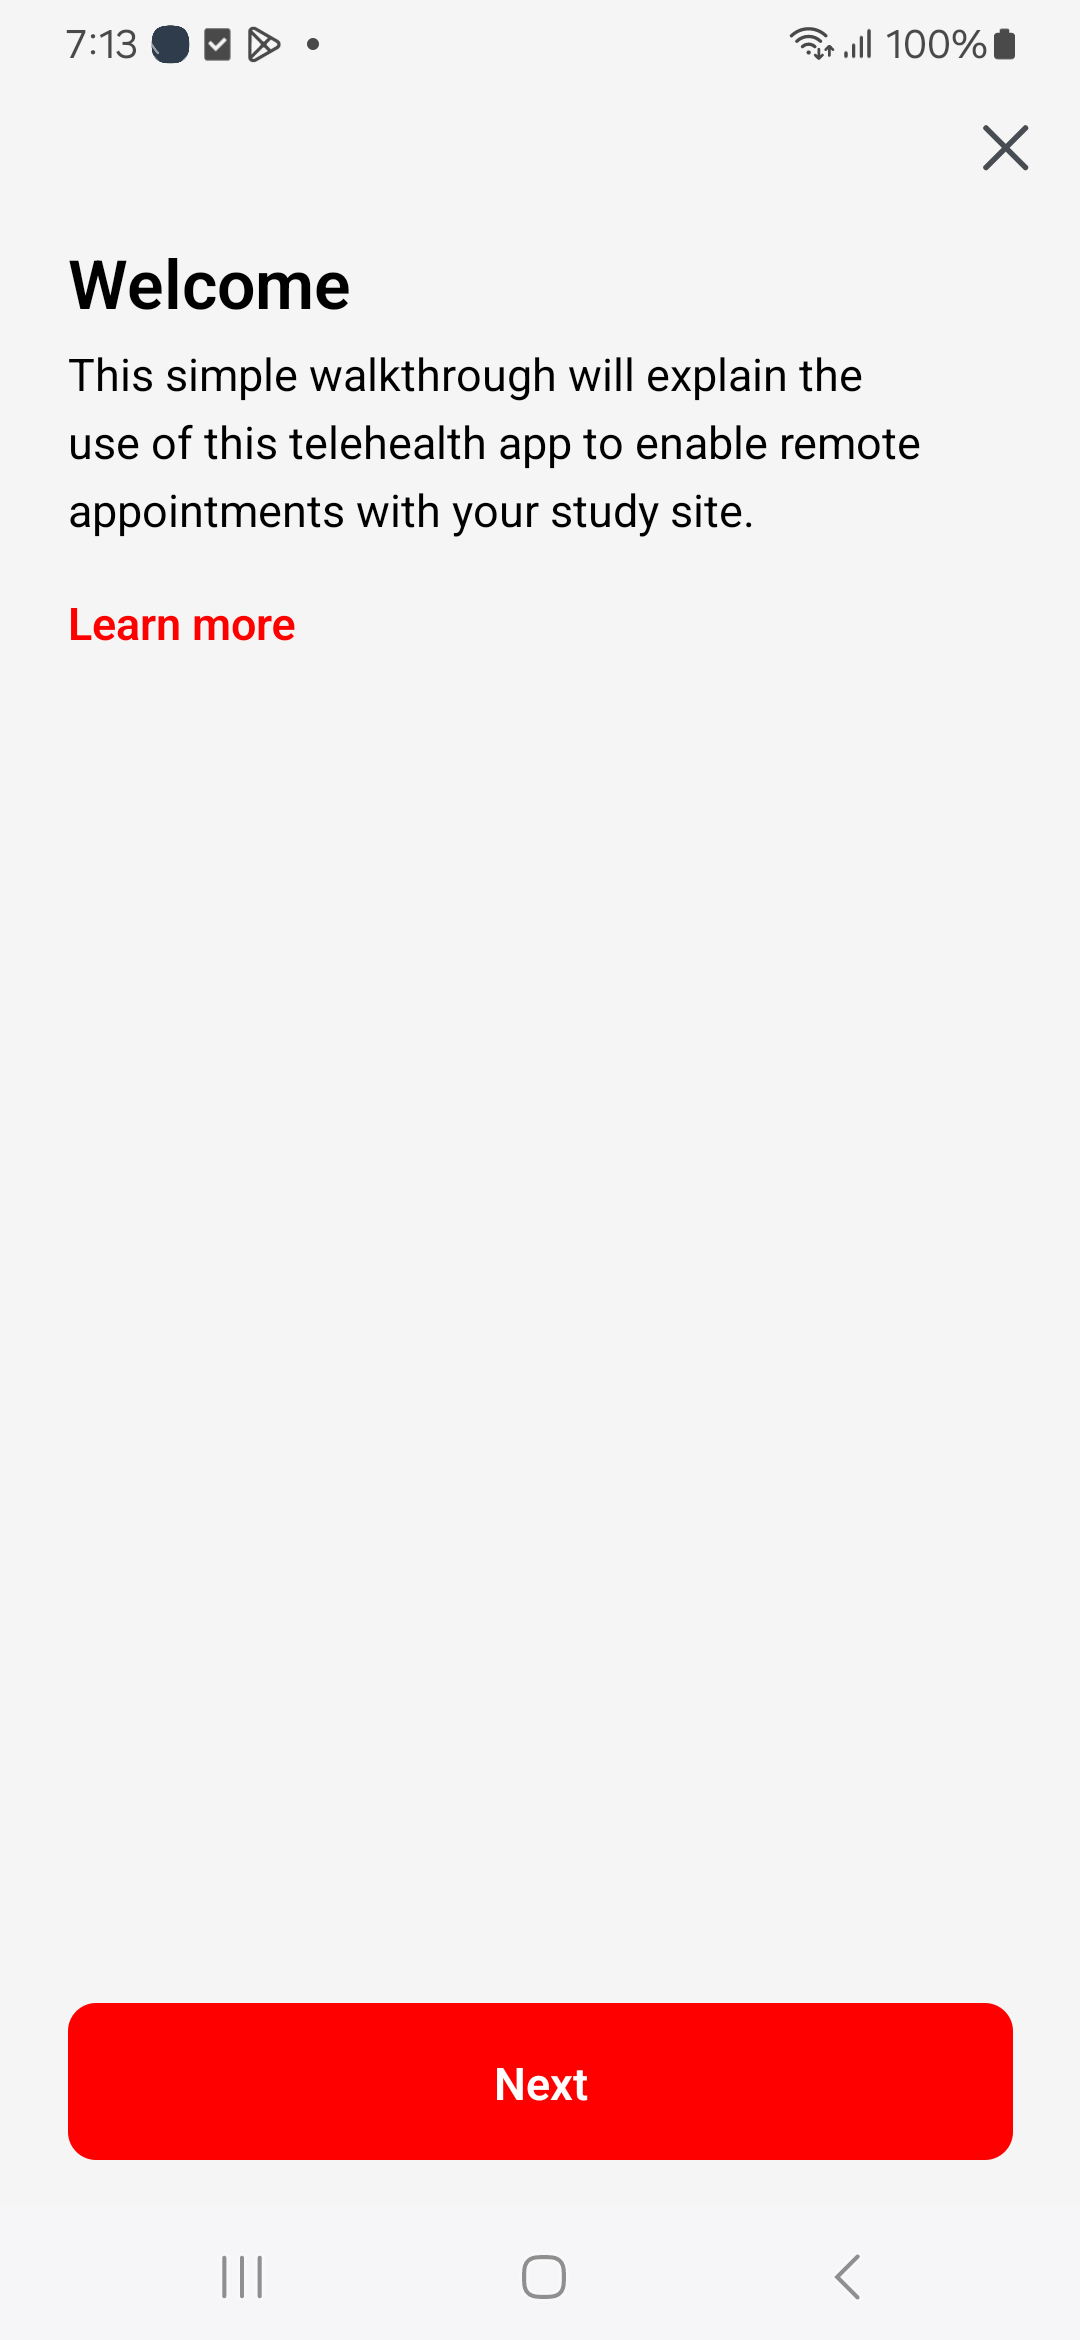 7:13
100%
Welcome
This simple walkthrough will explain the
use of this telehealth app to enable remote
appointments with your study site.
Learn more
Next